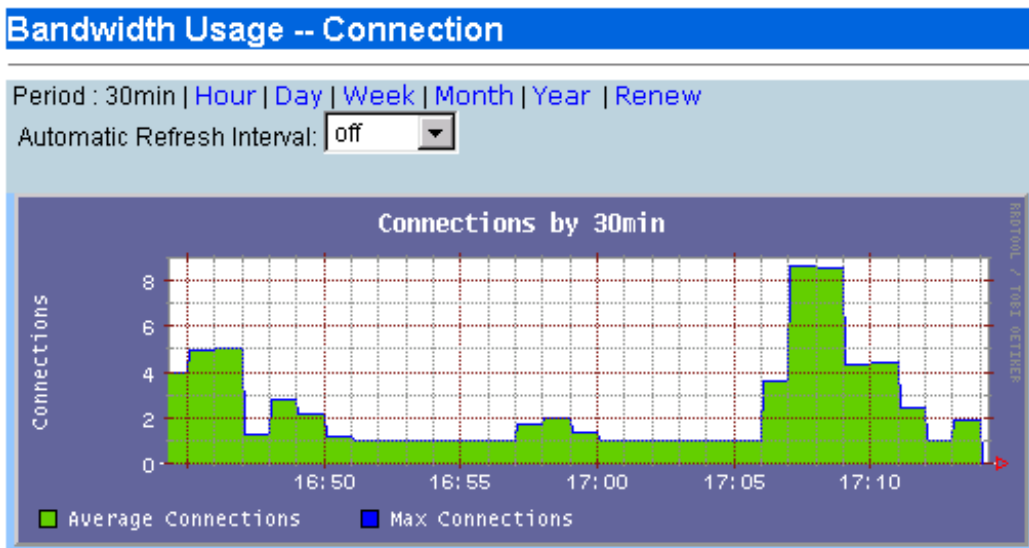 Bandwidth Usage -- Connection
Period : 30min | Hour | Day | Week | Month | Year | Renew
Automatic Refresh Interval: off
Connections by 30min
RRDTOOL / TOBI OETIKER
Connections
8
6
4
2
0
16:50 16:55 17:00 17:05 17:10
Average Connections Max Connections